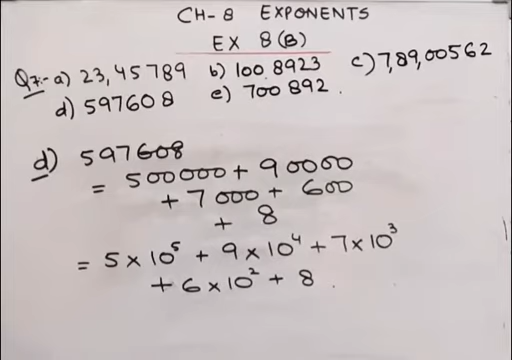 CH-8 EXPONENTS
EX 8(B)
Q7:- a) 23,45789 b) 100.8923 c) 7,89,00562
d) 597608 e) 700892.
d) 597608
= 500000 + 90000
+ 7000 + 600
+ 8
= 5 × 10⁵ + 9 × 10⁴ + 7 × 10³
+ 6 × 10² + 8.